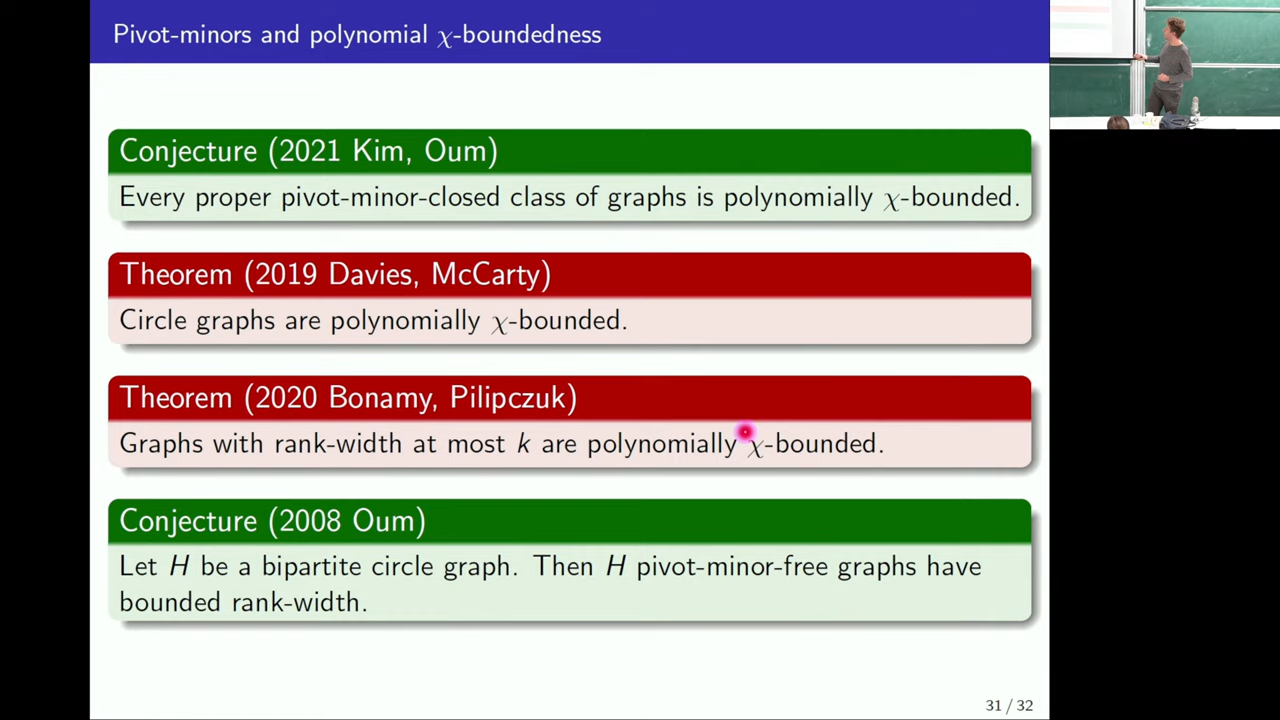 Pivot-minors and polynomial χ-boundedness
Conjecture (2021 Kim, Oum)
Every proper pivot-minor-closed class of graphs is polynomially χ-bounded.
Theorem (2019 Davies, McCarty)
Circle graphs are polynomially χ-bounded.
Theorem (2020 Bonamy, Pilipczuk)
Graphs with rank-width at most k are polynomially χ-bounded.
Conjecture (2008 Oum)
Let H be a bipartite circle graph. Then H pivot-minor-free graphs have
bounded rank-width.
31 / 32